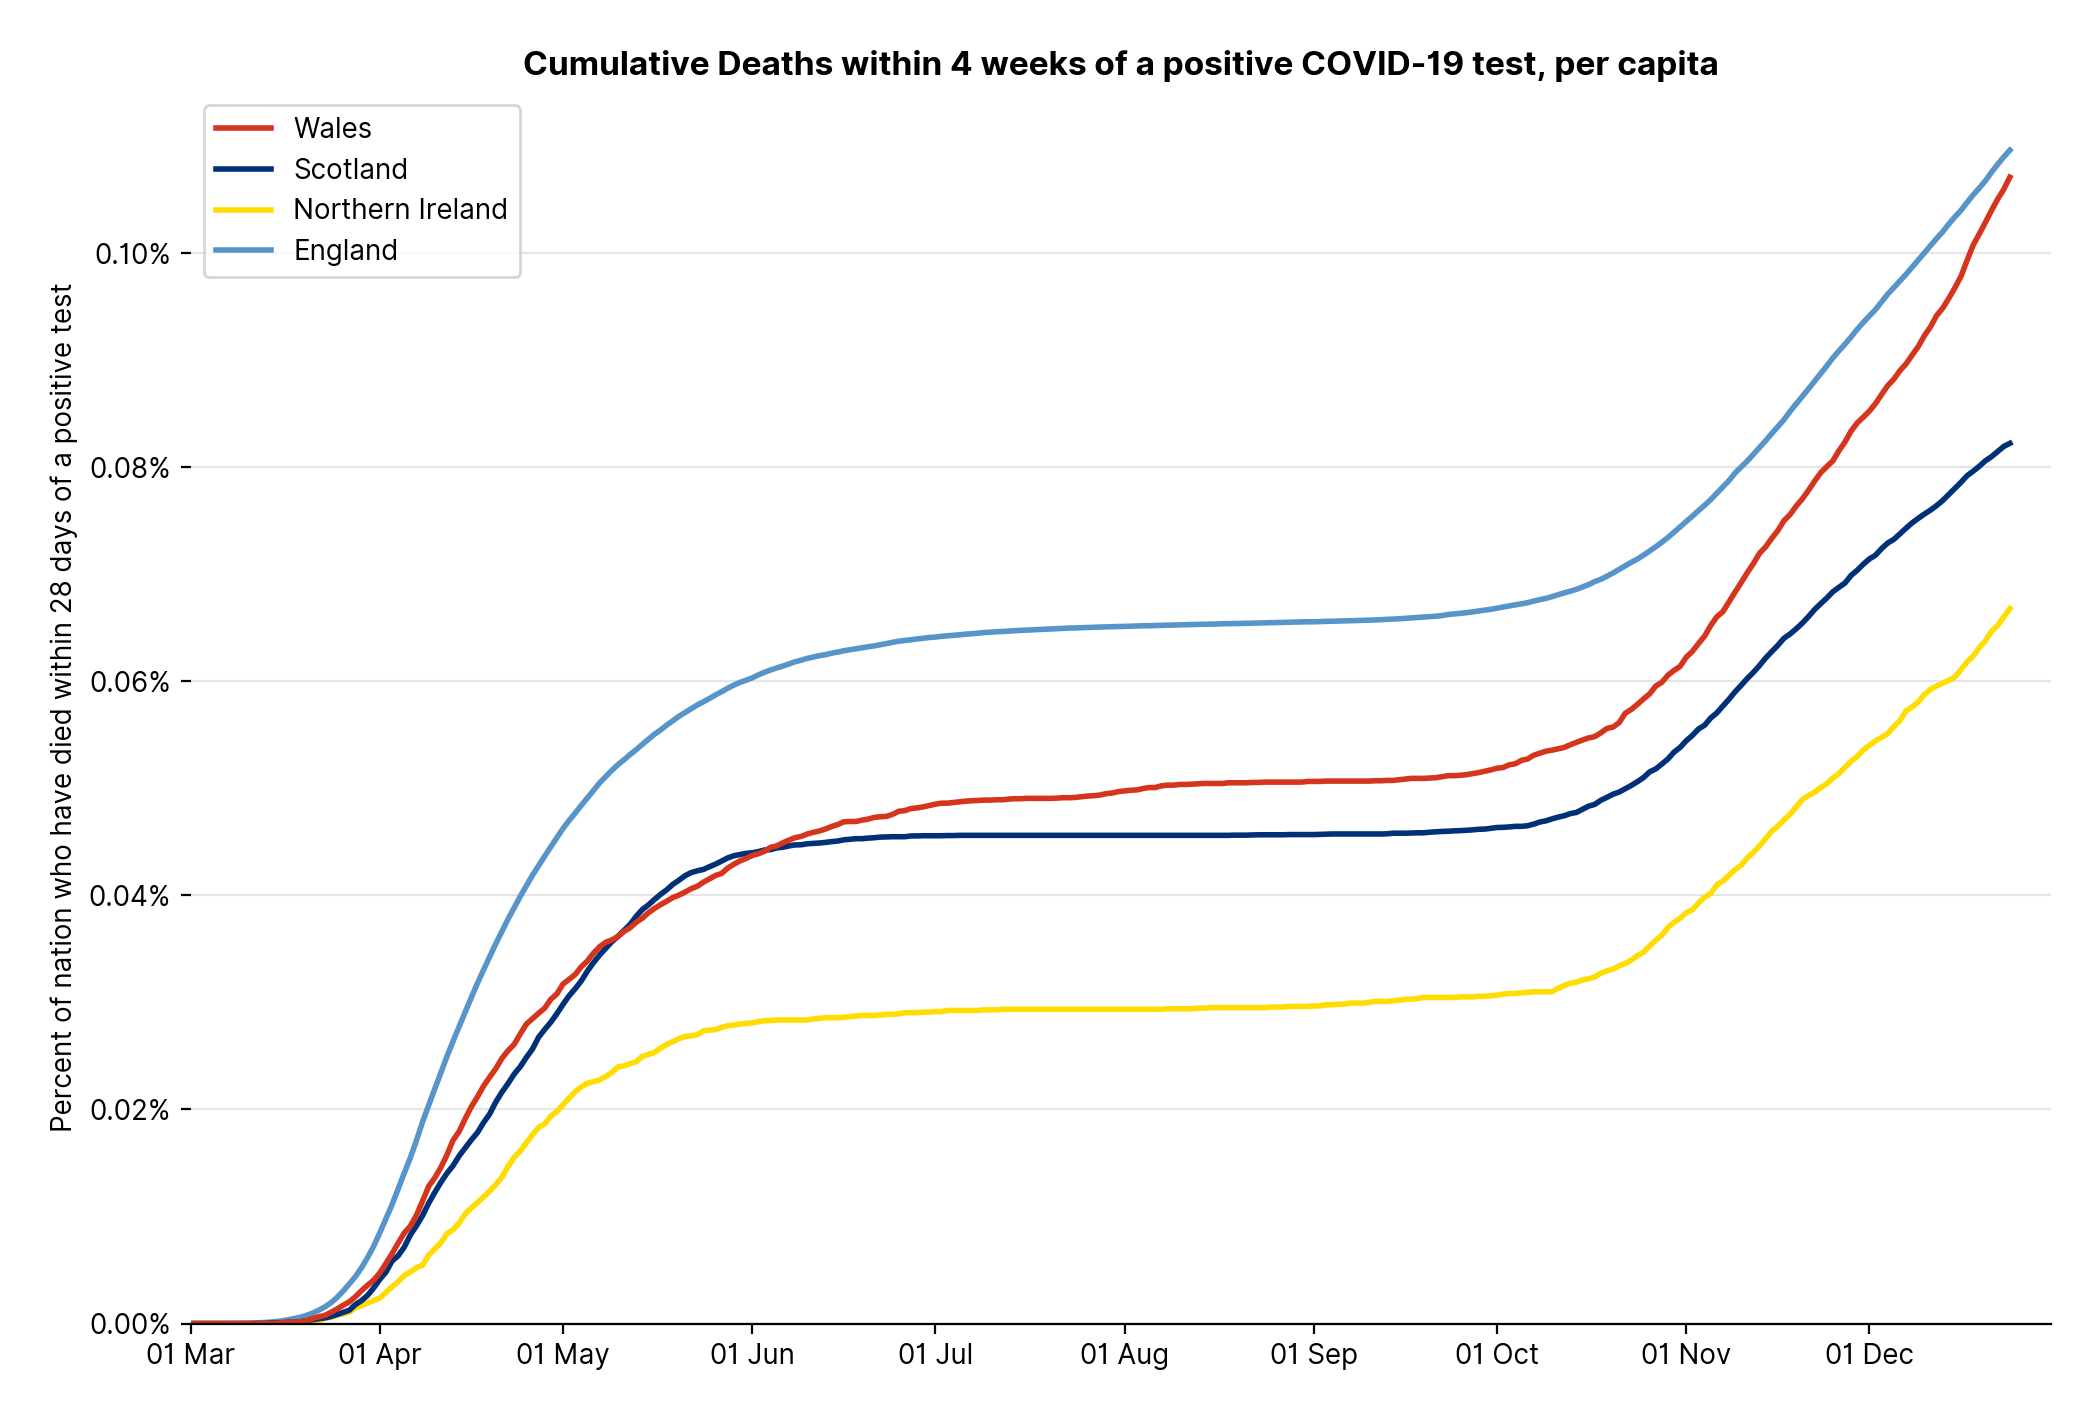 Cumulative Deaths within 4 weeks of a positive COVID-19 test, per capita
Wales
Scotland
Northern Ireland
England
Percent of nation who have died within 28 days of a positive test
0.10%
0.08%
0.06%
0.04%
0.02%
0.00%
01 Mar
01 Apr
01 May
01 Jun
01 Jul
01 Aug
01 Sep
01 Oct
01 Nov
01 Dec